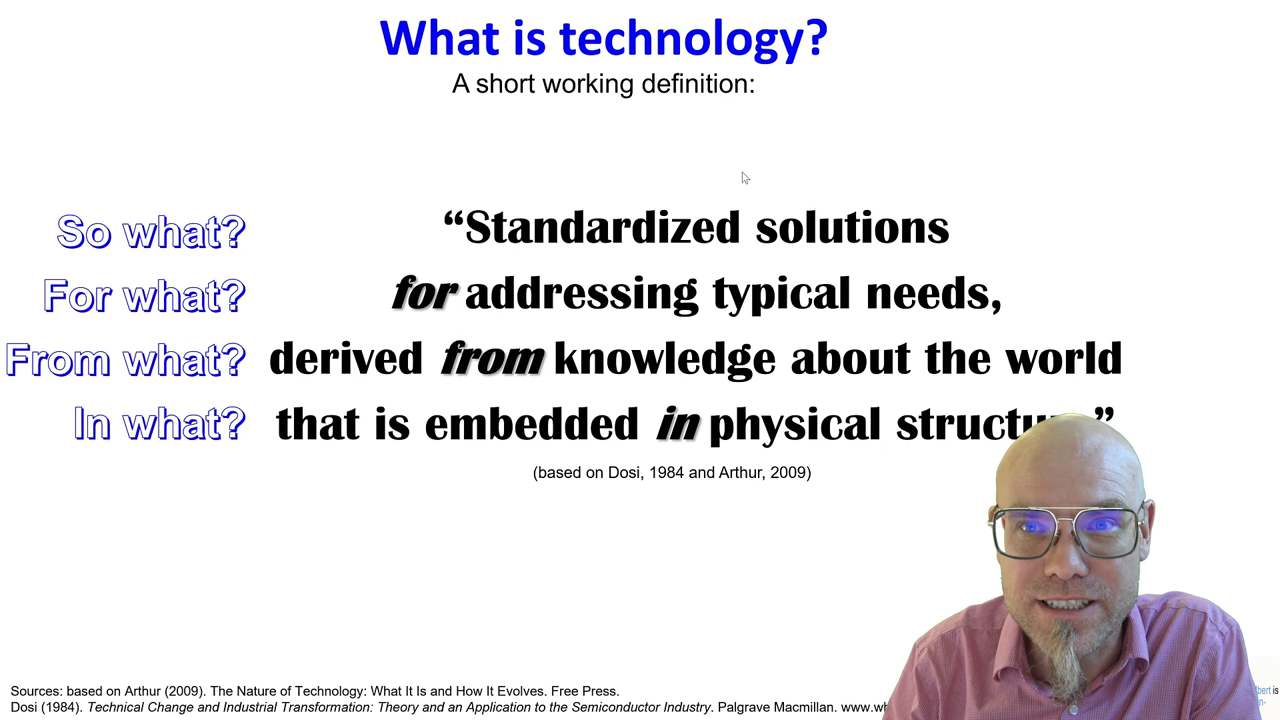 What is technology?
A short working definition:
So what? “Standardized solutions
For what? for addressing typical needs,
From what? derived from knowledge about the world
In what? that is embedded in physical
(based on Dosi, 1984 and Arthur, 2009)
Sources: based on Arthur (2009). The Nature of Technology: What It Is and How It Evolves. Free Press.
Dosi (1984). Technical Change and Industrial Transformation: Theory and an Application to the Semiconductor Industry. Palgrave Macmillan.